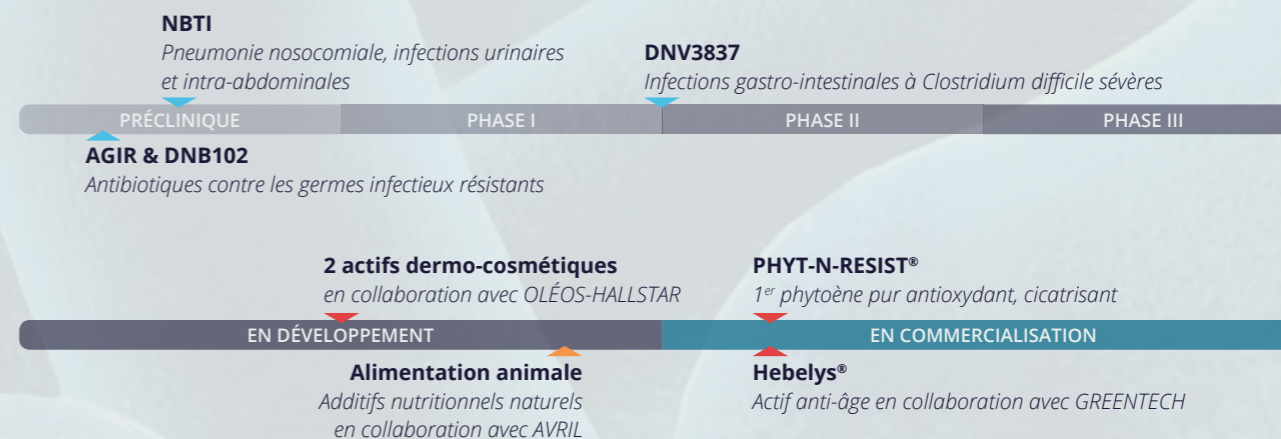 NBTI
Pneumonie nosocomiale, infections urinaires
et intra-abdominales
DNV3837
Infections gastro-intestinales à Clostridium difficile sévères
PRÉCLINIQUE
PHASE I
PHASE II
PHASE III
AGIR & DNB102
Antibiotiques contre les germes infectieux résistants
2 actifs dermo-cosmétiques
en collaboration avec OLÉOS-HALLSTAR
PHYT-N-RESIST®
1er phytoène pur antioxydant, cicatrisant
EN DÉVELOPPEMENT
EN COMMERCIALISATION
Alimentation animale
Additifs nutritionnels naturels
en collaboration avec AVRIL
Hebelys®
Actif anti-âge en collaboration avec GREENTECH